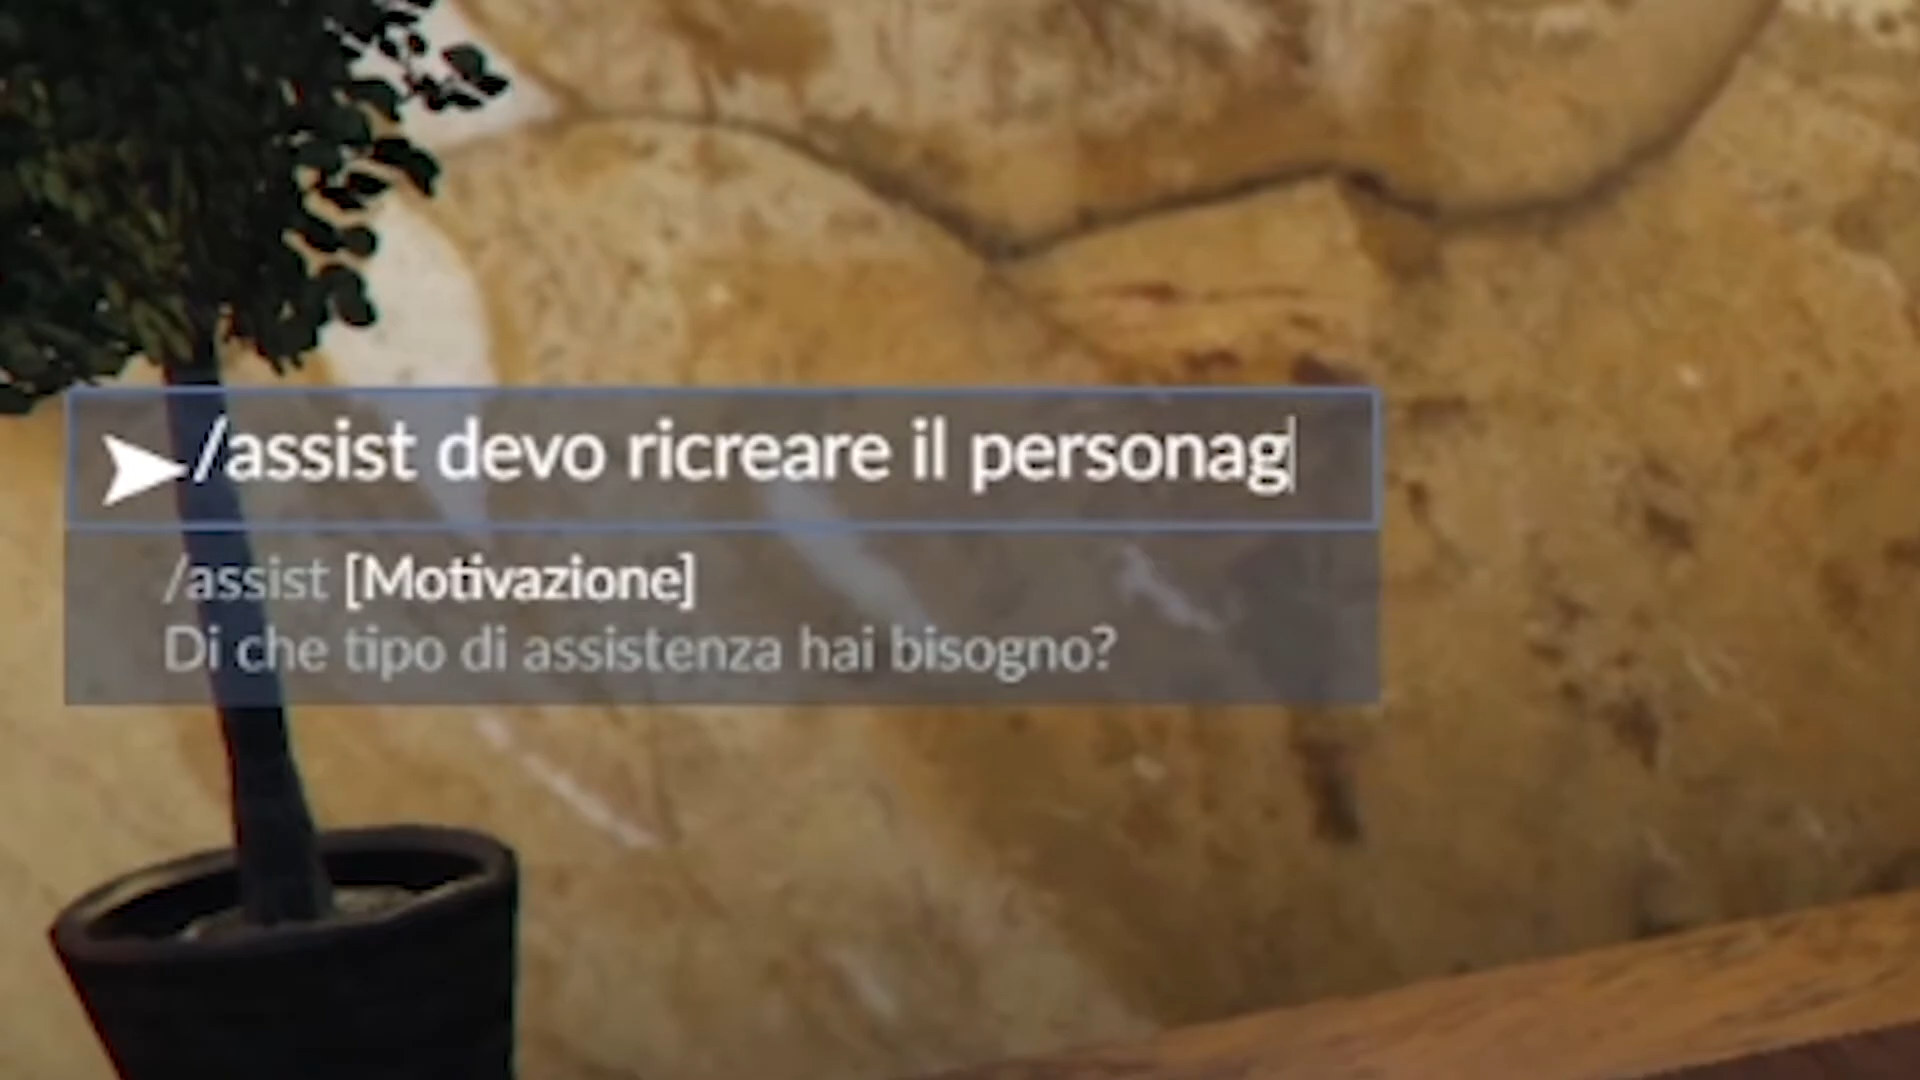 /assist devo ricreare il personag
/assist [Motivazione]
Di che tipo di assistenza hai bisogno?